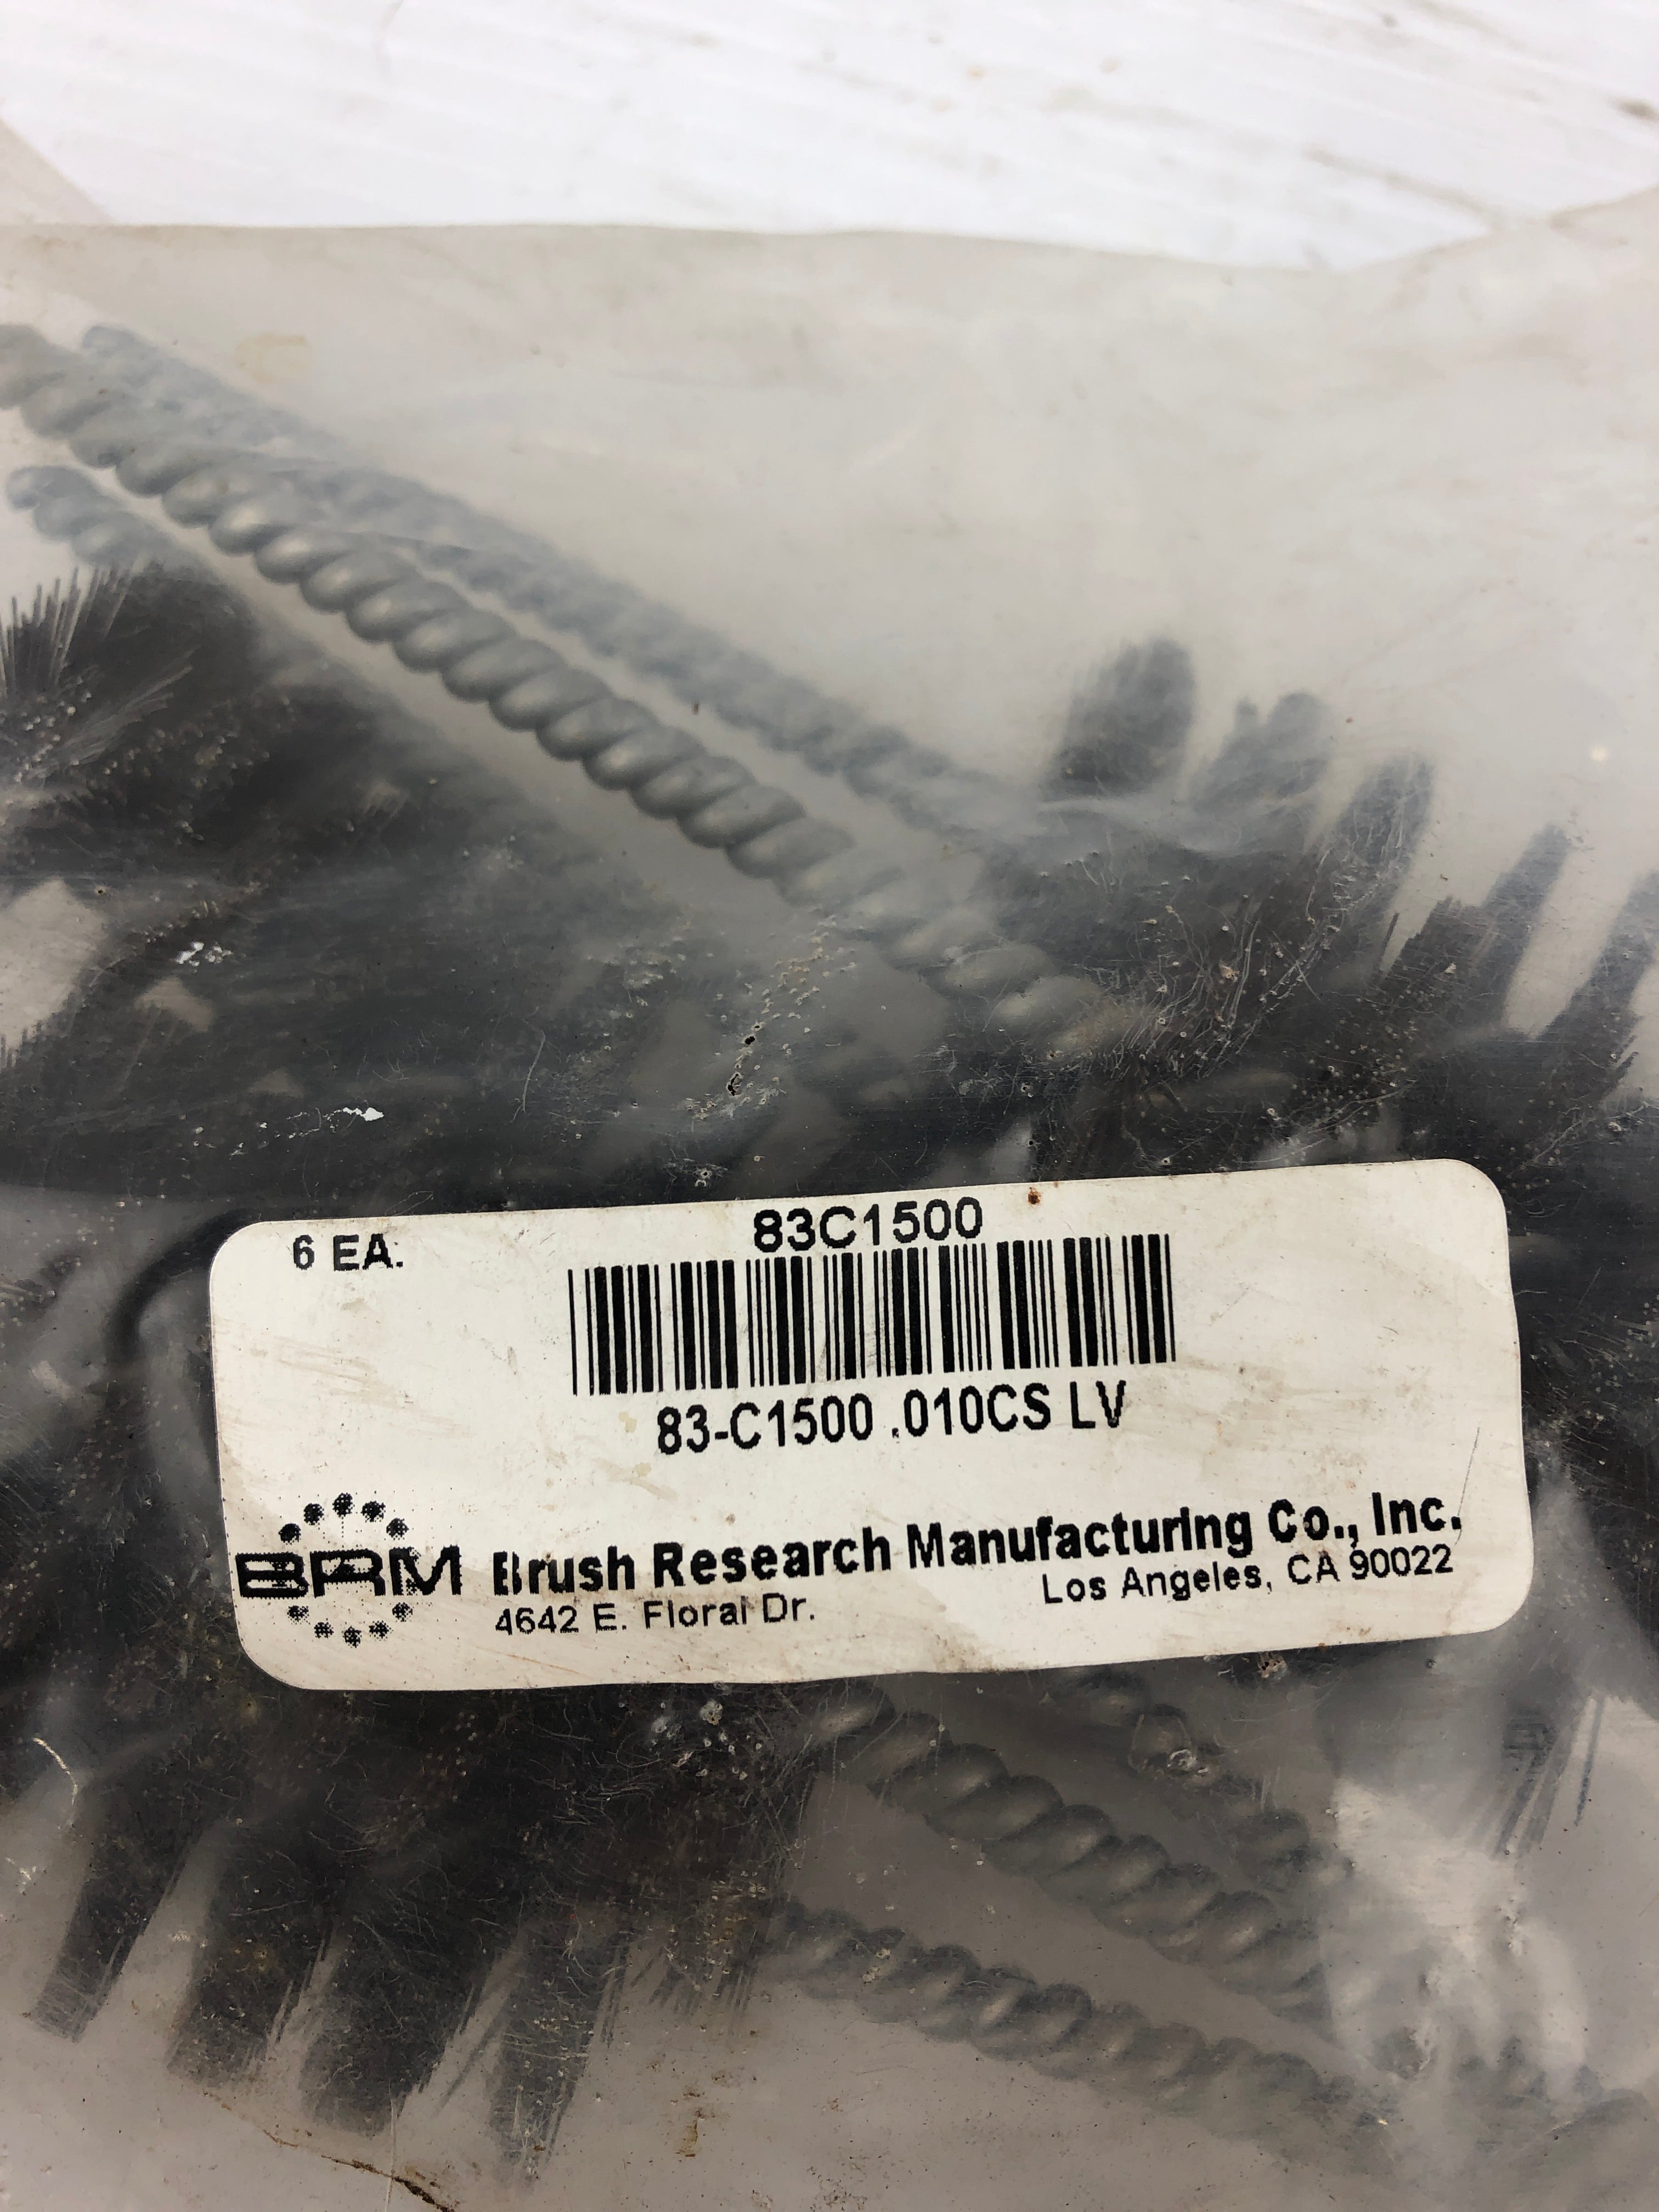 83C1500
6 EA.
83-C1500 .010CS LV
BRM
Brush Research Manufacturing Co., Inc.
4642 E. Floral Dr. Los Angeles, CA 90022